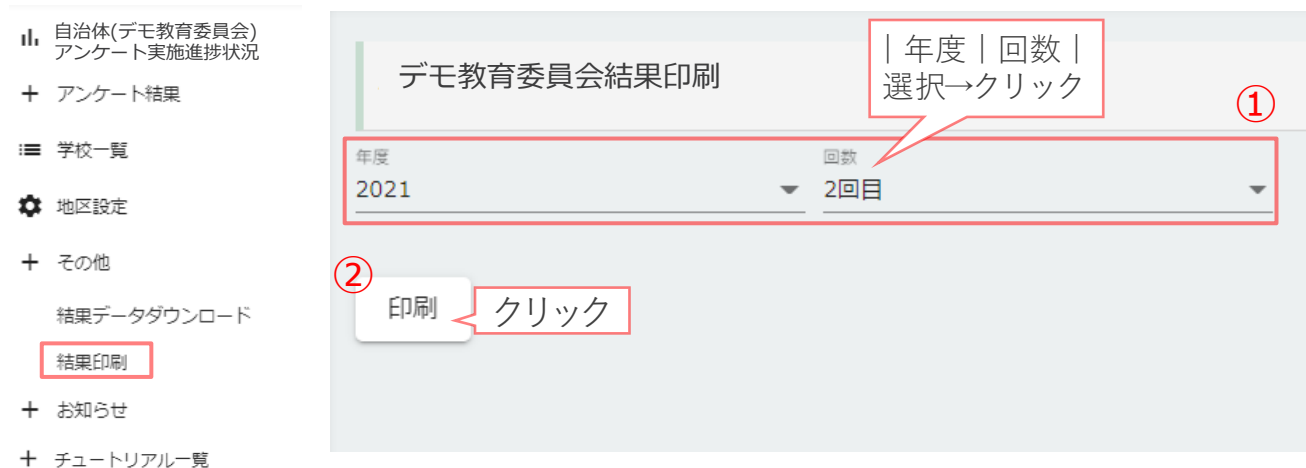 自治体(デモ教育委員会)
アンケート実施進捗状況
アンケート結果
学校一覧
地区設定
その他
結果データダウンロード
結果印刷
お知らせ
チュートリアル一覧
デモ教育委員会結果印刷
｜年度｜回数｜
選択→クリック
①
年度
2021
回数
2回目
②
印刷
クリック